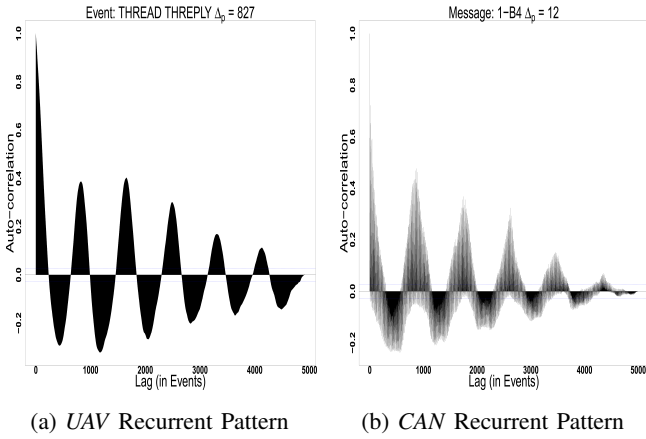 Event: THREAD THREPLY Δp = 827
Auto−correlation
1.0
0.8
0.6
0.4
0.2
0.0
−0.2
0 1000 2000 3000 4000 5000
Lag (in Events)
(a) UAV Recurrent Pattern
Message: 1−B4 Δp = 12
Auto−correlation
1.0
0.8
0.6
0.4
0.2
0.0
−0.2
0 1000 2000 3000 4000 5000
Lag (in Events)
(b) CAN Recurrent Pattern